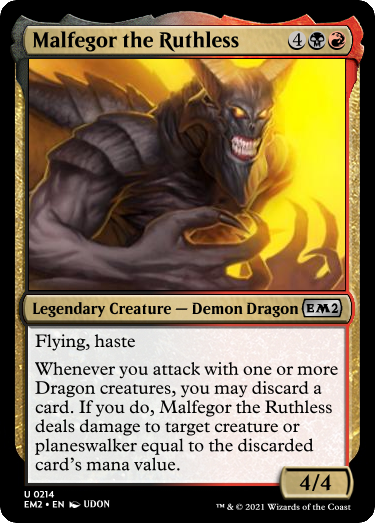 Malfegor the Ruthless 4
Legendary Creature — Demon Dragon EM2
Flying, haste
Whenever you attack with one or more
Dragon creatures, you may discard a
card. If you do, Malfegor the Ruthless
deals damage to target creature or
planeswalker equal to the discarded
card's mana value.
4/4
U 0214
EM2 • EN UDON
™ & © 2021 Wizards of the Coast